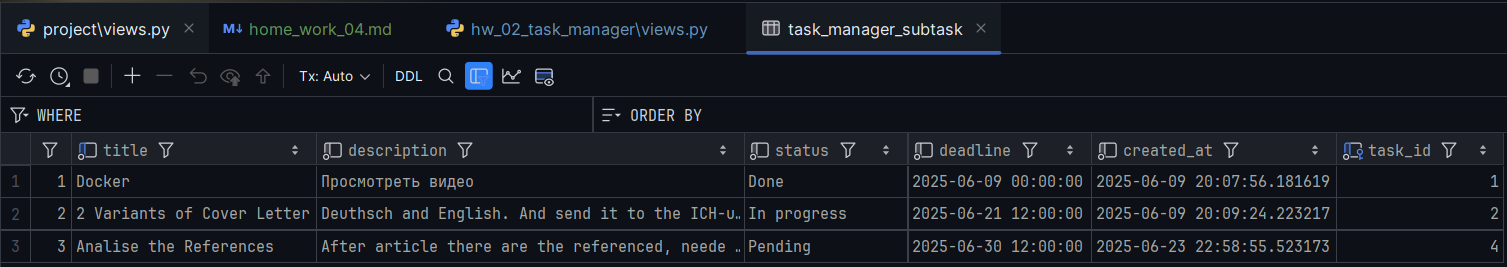 project\views.py home_work_04.md hw_02_task_manager\views.py task_manager_subtask
Tx: Auto DDL
WHERE ORDER BY
title description status deadline created_at task_id
1 1 Docker Просмотреть видео Done 2025-06-09 00:00:00 2025-06-09 20:07:56.181619 1
2 2 2 Variants of Cover Letter Deuthsch and English. And send it to the ICH-u… In progress 2025-06-21 12:00:00 2025-06-09 20:09:24.223217 2
3 3 Analise the References After article there are the referenced, neede … Pending 2025-06-30 12:00:00 2025-06-23 22:58:55.523173 4